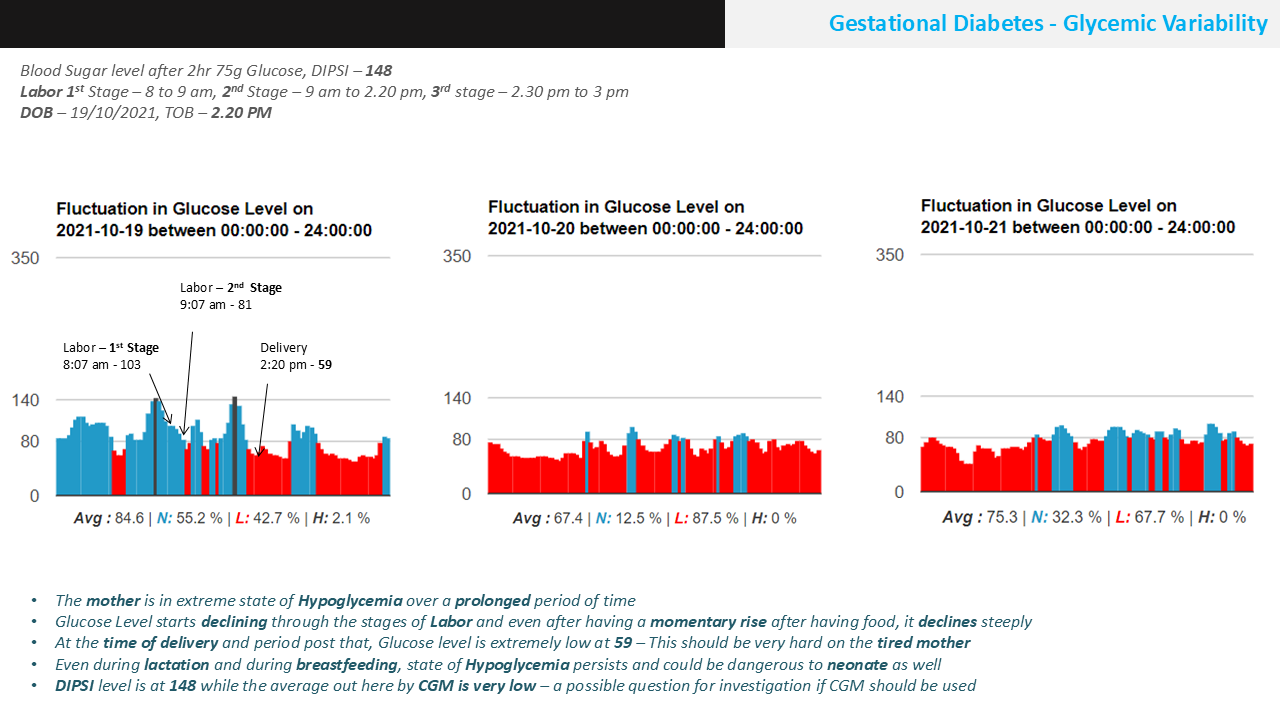 Gestational Diabetes - Glycemic Variability
Blood Sugar level after 2hr 75g Glucose, DIPSI – 148
Labor 1st Stage – 8 to 9 am, 2nd Stage – 9 am to 2.20 pm, 3rd stage – 2.30 pm to 3 pm
DOB – 19/10/2021, TOB – 2.20 PM
Fluctuation in Glucose Level on
2021-10-19 between 00:00:00 - 24:00:00
350
Labor – 2nd Stage
9:07 am - 81
Labor – 1st Stage
8:07 am - 103
Delivery
2:20 pm - 59
140
80
0
Avg : 84.6 | N: 55.2 % | L: 42.7 % | H: 2.1 %
Fluctuation in Glucose Level on
2021-10-20 between 00:00:00 - 24:00:00
350
140
80
0
Avg : 67.4 | N: 12.5 % | L: 87.5 % | H: 0 %
Fluctuation in Glucose Level on
2021-10-21 between 00:00:00 - 24:00:00
350
140
80
0
Avg : 75.3 | N: 32.3 % | L: 67.7 % | H: 0 %
• The mother is in extreme state of Hypoglycemia over a prolonged period of time
• Glucose Level starts declining through the stages of Labor and even after having a momentary rise after having food, it declines steeply
• At the time of delivery and period post that, Glucose level is extremely low at 59 – This should be very hard on the tired mother
• Even during lactation and during breastfeeding, state of Hypoglycemia persists and could be dangerous to neonate as well
• DIPSI level is at 148 while the average out here by CGM is very low – a possible question for investigation if CGM should be used